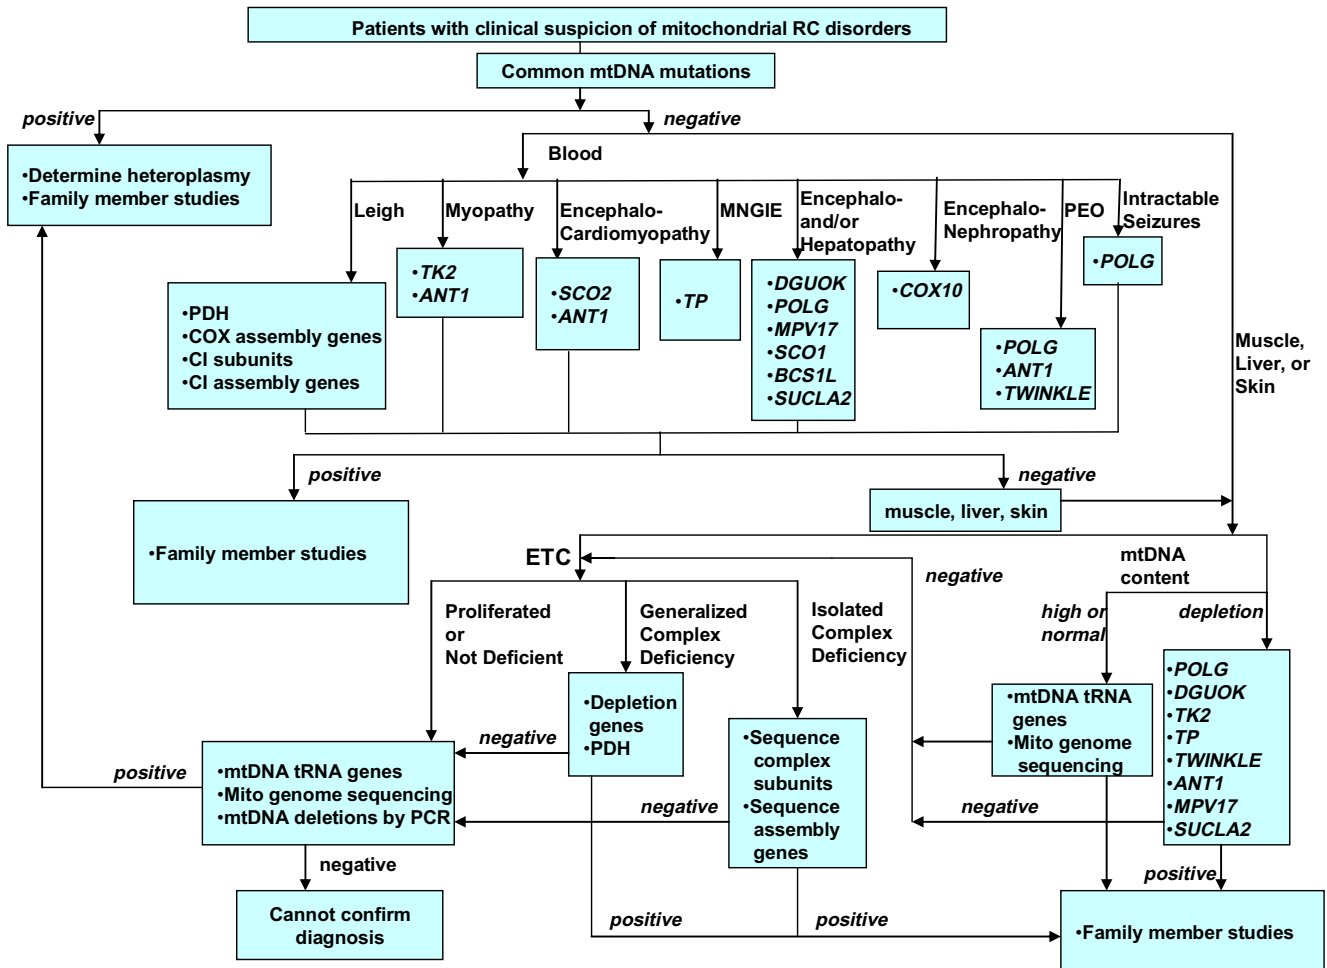 Patients with clinical suspicion of mitochondrial RC disorders
Common mtDNA mutations
positive
negative
•Determine heteroplasmy
•Family member studies
Blood
Leigh
Myopathy
Encephalo-
Cardiomyopathy
MNGIE
Encephalo-
and/or
Hepatopathy
Encephalo-
Nephropathy
PEO
Intractable
Seizures
•PDH
•COX assembly genes
•CI subunits
•CI assembly genes
•TK2
•ANT1
•SCO2
•ANT1
•TP
•DGUOK
•POLG
•MPV17
•SCO1
•BCS1L
•SUCLA2
•COX10
•POLG
•ANT1
•TWINKLE
•POLG
Muscle,
Liver, or
Skin
positive
negative
•Family member studies
muscle, liver, skin
ETC
negative
mtDNA
content
Proliferated
or
Not Deficient
Generalized
Complex
Deficiency
Isolated
Complex
Deficiency
high or
normal
depletion
•Depletion
genes
•PDH
•Sequence
complex
subunits
•Sequence
assembly
genes
•mtDNA tRNA
genes
•Mito genome
sequencing
•POLG
•DGUOK
•TK2
•TP
•TWINKLE
•ANT1
•MPV17
•SUCLA2
negative
negative
negative
positive
•mtDNA tRNA genes
•Mito genome sequencing
•mtDNA deletions by PCR
negative
Cannot confirm
diagnosis
positive
positive
positive
•Family member studies